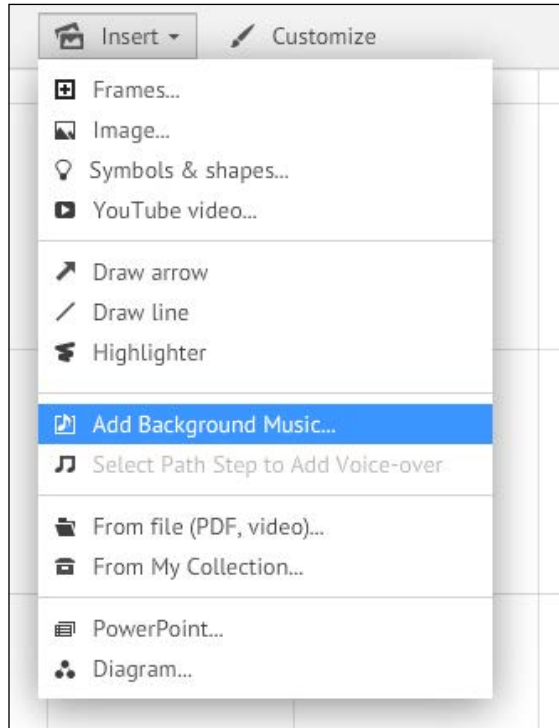 Insert Customize
Frames...
Image...
Symbols & shapes...
YouTube video...
Draw arrow
Draw line
Highlighter
Add Background Music...
Select Path Step to Add Voice-over
From file (PDF, video)...
From My Collection...
PowerPoint...
Diagram...